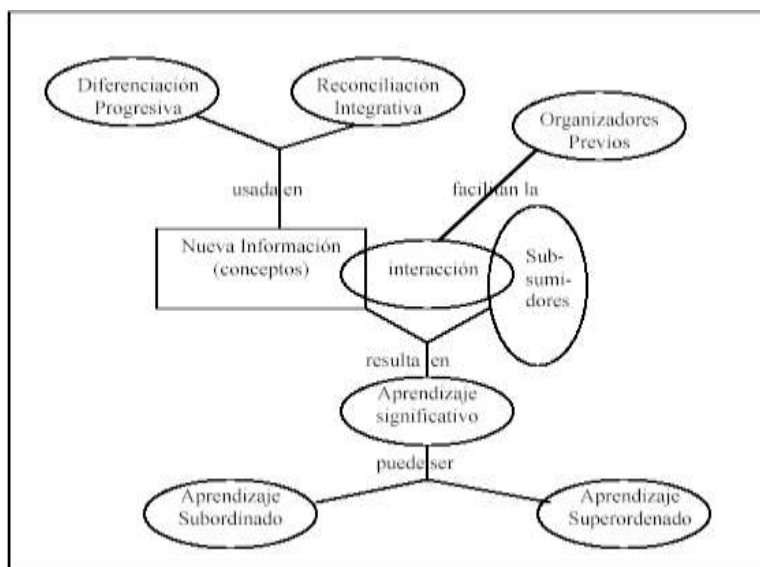 Diferenciación
Progresiva
Reconciliación
Integrativa
Organizadores
Previos
usada en
facilitan la
Nueva Información
(conceptos)
interacción
Sub-
sumi-
dores
resulta en
Aprendizaje
significativo
puede ser
Aprendizaje
Subordinado
Aprendizaje
Superordenado